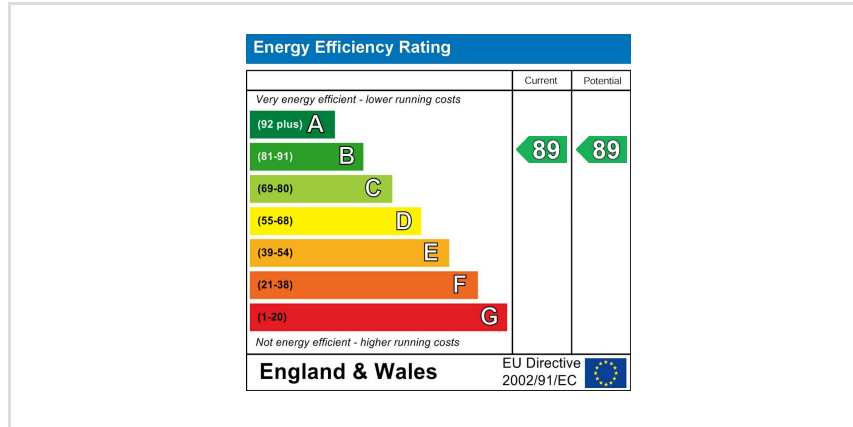 Energy Efficiency Rating
Current Potential
Very energy efficient - lower running costs
(92 plus) A
(81-91) B 89 89
(69-80) C
(55-68) D
(39-54) E
(21-38) F
(1-20) G
Not energy efficient - higher running costs
England & Wales
EU Directive
2002/91/EC